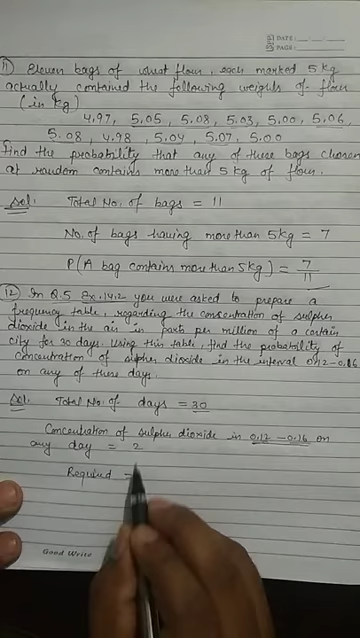 DATE:
PAGE:
11) Eleven bags of wheat flour, each marked 5 kg
actually contained the following weights of flour
(in kg)
4.97, 5.05, 5.08, 5.03, 5.00, 5.06,
5.08, 4.98, 5.04, 5.07, 5.00
Find the probability that any of these bags chosen
at random contains more than 5 kg of flour.
Sol. Total No. of bags = 11
No. of bags having more than 5 kg = 7
P(A bag contains more than 5kg) = 7/11
12) In Q.5 Ex. 14.2 you were asked to prepare a
frequency table, regarding the concentration of sulphur
dioxide in the air in parts per million of a certain
city for 30 days. Using this table, find the probability of
concentration of sulpher dioxide in the interval 0.12-0.16
on any of these days.
Sol. Total No. of days = 30
Concentration of sulpher dioxide in 0.12-0.16 on
any day = 2
Required
Good Write